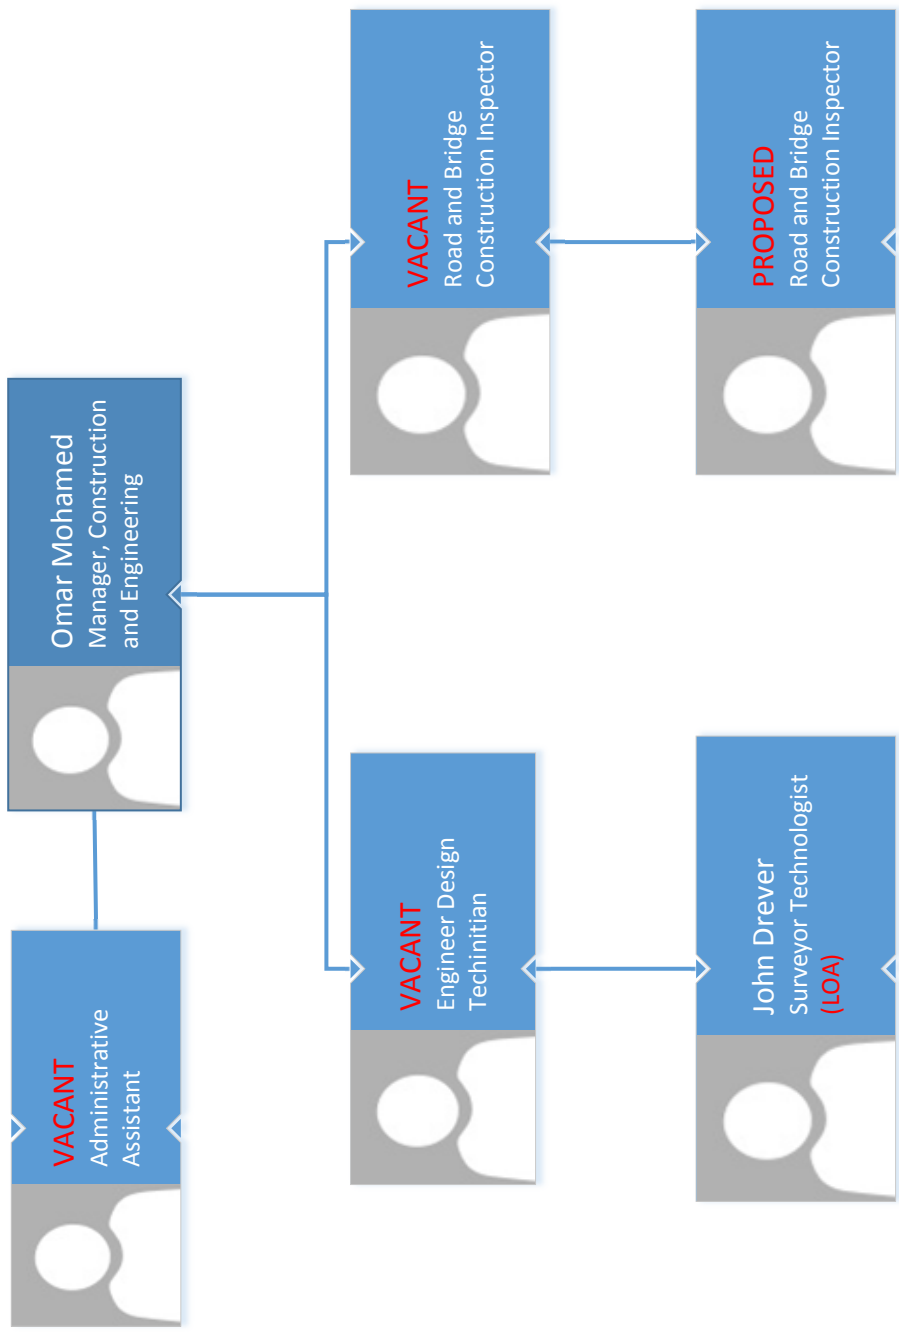 Omar Mohamed
Manager, Construction
and Engineering
VACANT
Administrative
Assistant
VACANT
Engineer Design
Techinitian
VACANT
Road and Bridge
Construction Inspector
John Drever
Surveyor Technologist
(LOA)
PROPOSED
Road and Bridge
Construction Inspector